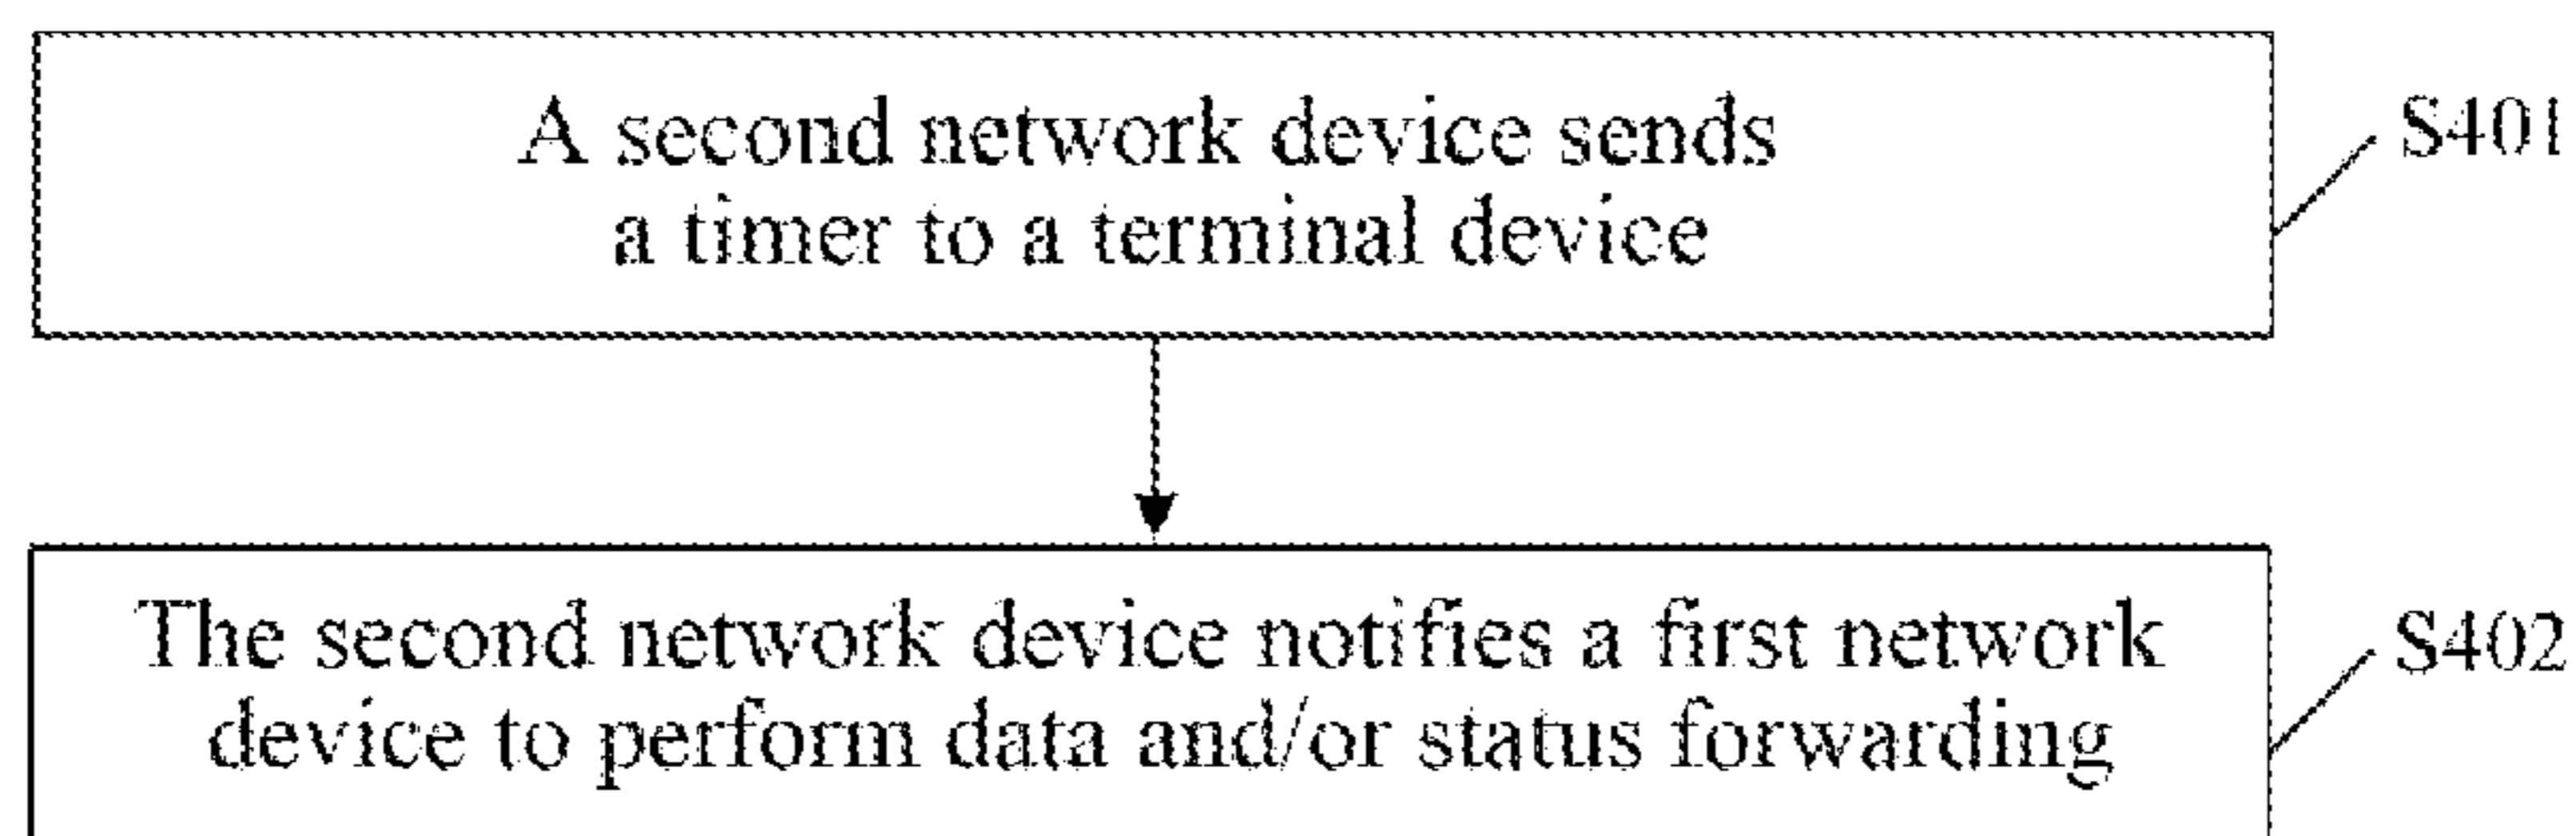 A second network device sends
a timer to a terminal device
S401
The second network device notifies a first network
device to perform data and/or status forwarding
S402